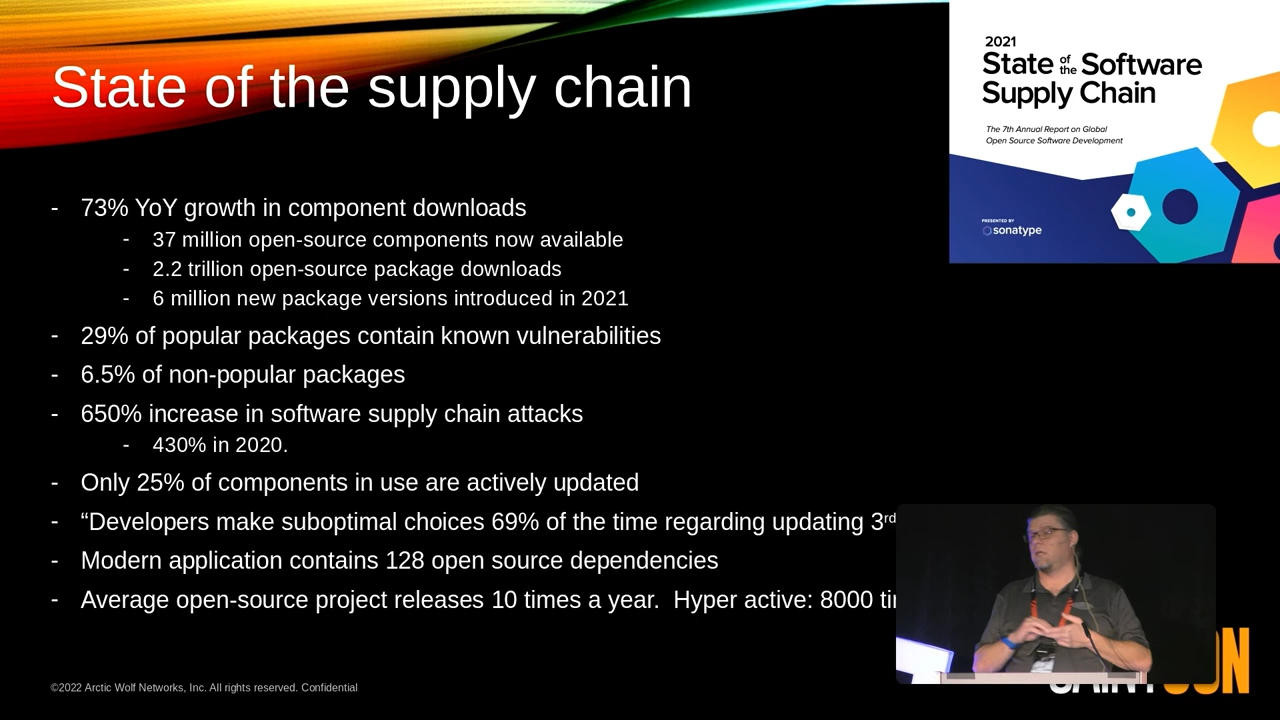 State of the supply chain
2021
State of the Software
Supply Chain
The 7th Annual Report on Global
Open Source Software Development
PRESENTED BY
sonatype
- 73% YoY growth in component downloads
- 37 million open-source components now available
- 2.2 trillion open-source package downloads
- 6 million new package versions introduced in 2021
- 29% of popular packages contain known vulnerabilities
- 6.5% of non-popular packages
- 650% increase in software supply chain attacks
- 430% in 2020.
- Only 25% of components in use are actively updated
- “Developers make suboptimal choices 69% of the time regarding updating 3rd
- Modern application contains 128 open source dependencies
- Average open-source project releases 10 times a year.  Hyper active: 8000
©2022 Arctic Wolf Networks, Inc. All rights reserved. Confidential